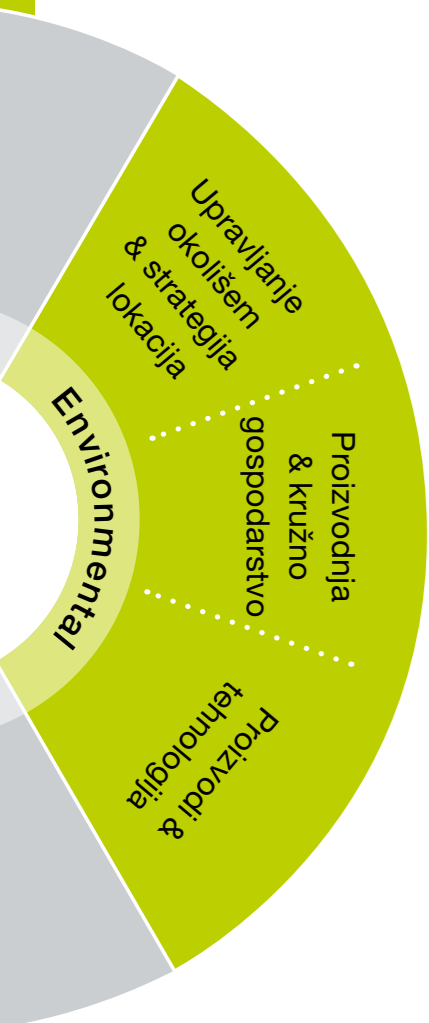 Upravljanje
okolišem
& strategija
lokacija
Proizvodnja
& kružno
gospodarstvo
Environmental
Proizvodi &
tehnologija